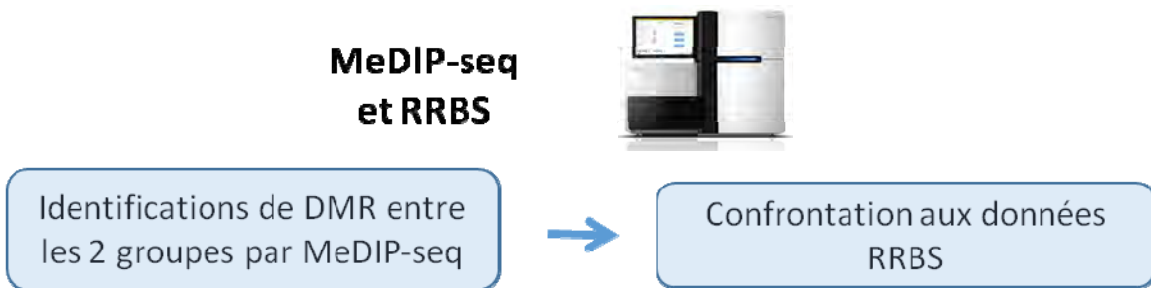 MeDIP-seq
et RRBS
Identifications de DMR entre
les 2 groupes par MeDIP-seq
Confrontation aux données
RRBS